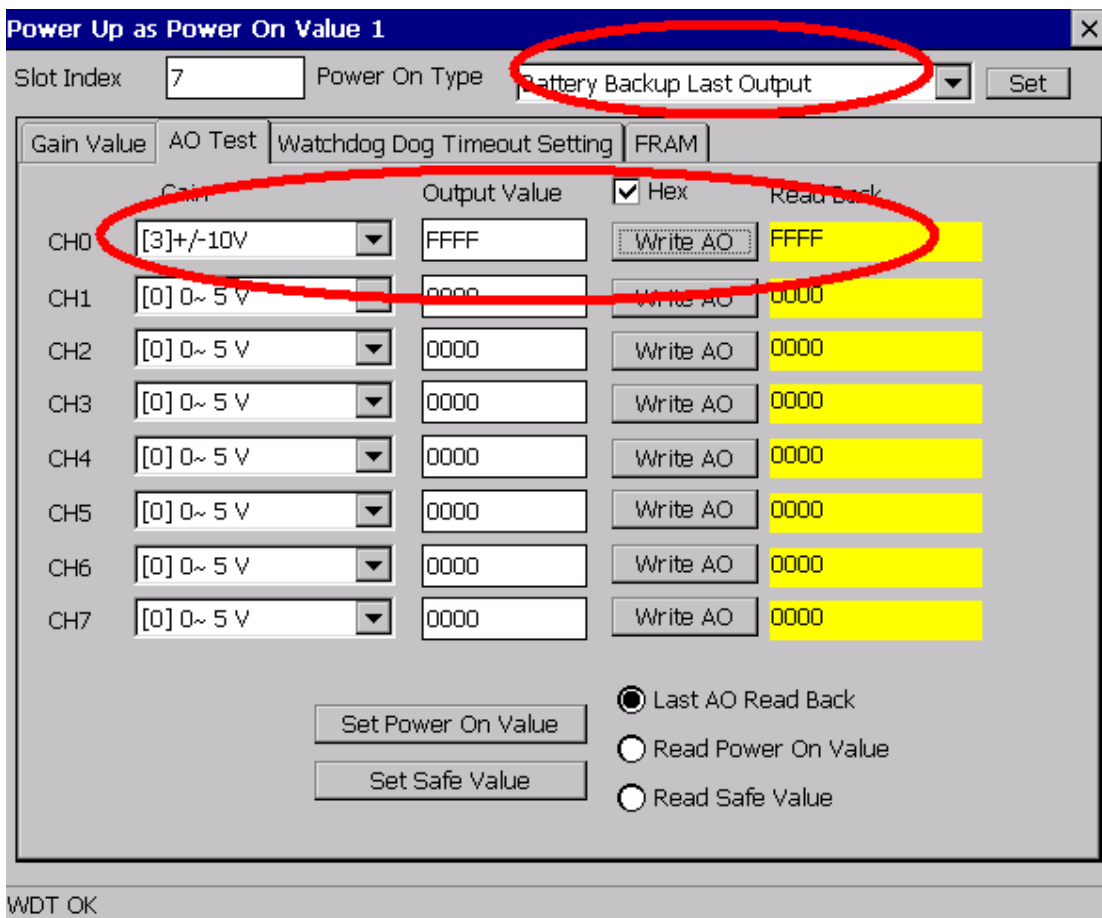 Power Up as Power On Value 1
Slot Index 7 Power On Type Battery Backup Last Output Set
Gain Value AO Test Watchdog Dog Timeout Setting FRAM
Gain Output Value Hex Read Back
CH0 [3]+/-10V FFFF Write AO FFFF
CH1 [0] 0~ 5 V 0000 Write AO 0000
CH2 [0] 0~ 5 V 0000 Write AO 0000
CH3 [0] 0~ 5 V 0000 Write AO 0000
CH4 [0] 0~ 5 V 0000 Write AO 0000
CH5 [0] 0~ 5 V 0000 Write AO 0000
CH6 [0] 0~ 5 V 0000 Write AO 0000
CH7 [0] 0~ 5 V 0000 Write AO 0000
Last AO Read Back
Set Power On Value
Read Power On Value
Set Safe Value
Read Safe Value
WDT OK